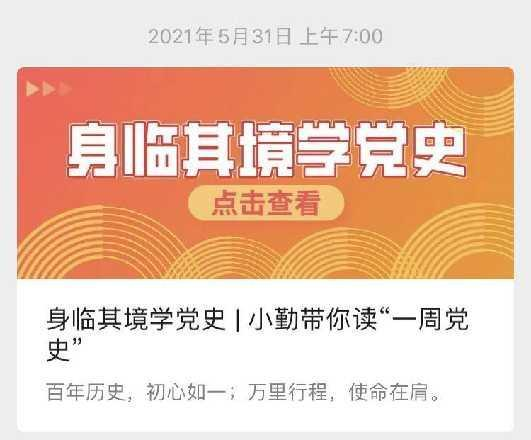 2021年5月31日 上午7:00
身临其境学党史
点击查看
身临其境学党史 | 小勤带你读“一周党
史”
百年历史，初心如一；万里行程，使命在肩。